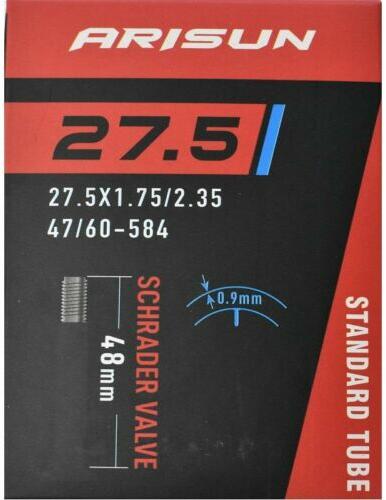 ARISUN
27.5
27.5X1.75/2.35
47/60-584
SCHRADER VALVE
48mm
0.9mm
STANDARD TUBE